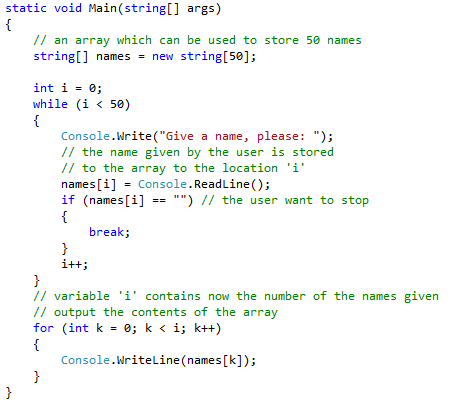 static void Main(string[] args)
{
    // an array which can be used to store 50 names
    string[] names = new string[50];

    int i = 0;
    while (i < 50)
    {
        Console.Write("Give a name, please: ");
        // the name given by the user is stored
        // to the array to the location 'i'
        names[i] = Console.ReadLine();
        if (names[i] == "") // the user want to stop
        {
            break;
        }
        i++;
    }
    // variable 'i' contains now the number of the names given
    // output the contents of the array
    for (int k = 0; k < i; k++)
    {
        Console.WriteLine(names[k]);
    }
}